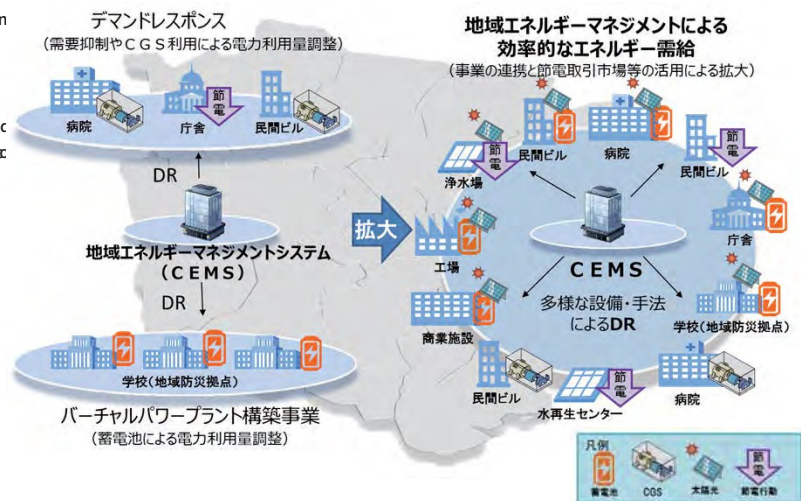 デマンドレスポンス
(需要抑制やCGS利用による電力利用量調整)
病院
庁舎
節電
民間ビル
DR
地域エネルギーマネジメントシステム
(CEMS)
DR
学校(地域防災拠点)
バーチャルパワープラント構築事業
(蓄電池による電力利用量調整)
拡大
地域エネルギーマネジメントによる
効率的なエネルギー需給
(事業の連携と節電取引市場等の活用による拡大)
民間ビル
病院
節電
民間ビル
節電
浄水場
庁舎
工場
CEMS
多様な設備・手法
によるDR
学校(地域防災拠点)
商業施設
民間ビル
節電
水再生センター
病院
凡例
蓄電池
CGS
太陽光
節電
節電行動